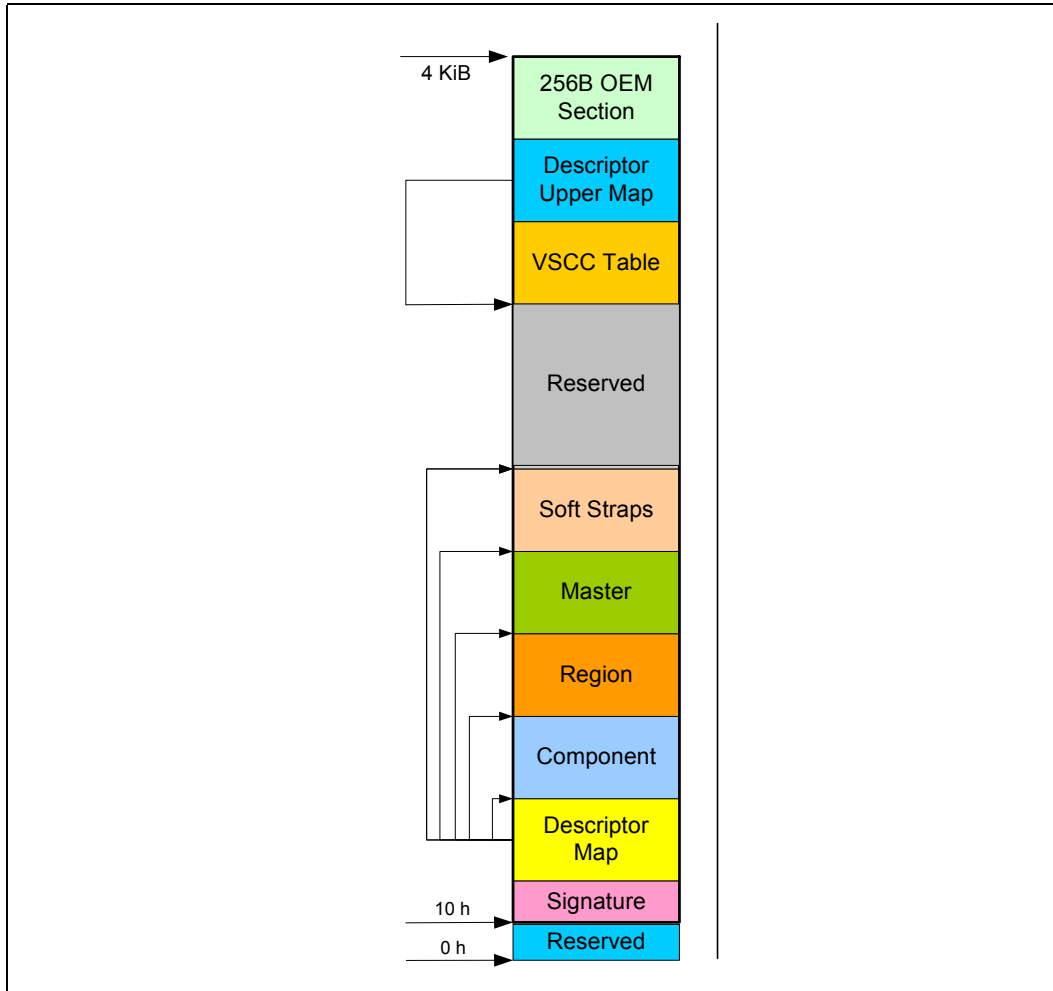 4 KiB
256B OEM
Section
Descriptor
Upper Map
VSCC Table
Reserved
Soft Straps
Master
Region
Component
Descriptor
Map
Signature
10 h
Reserved
0 h